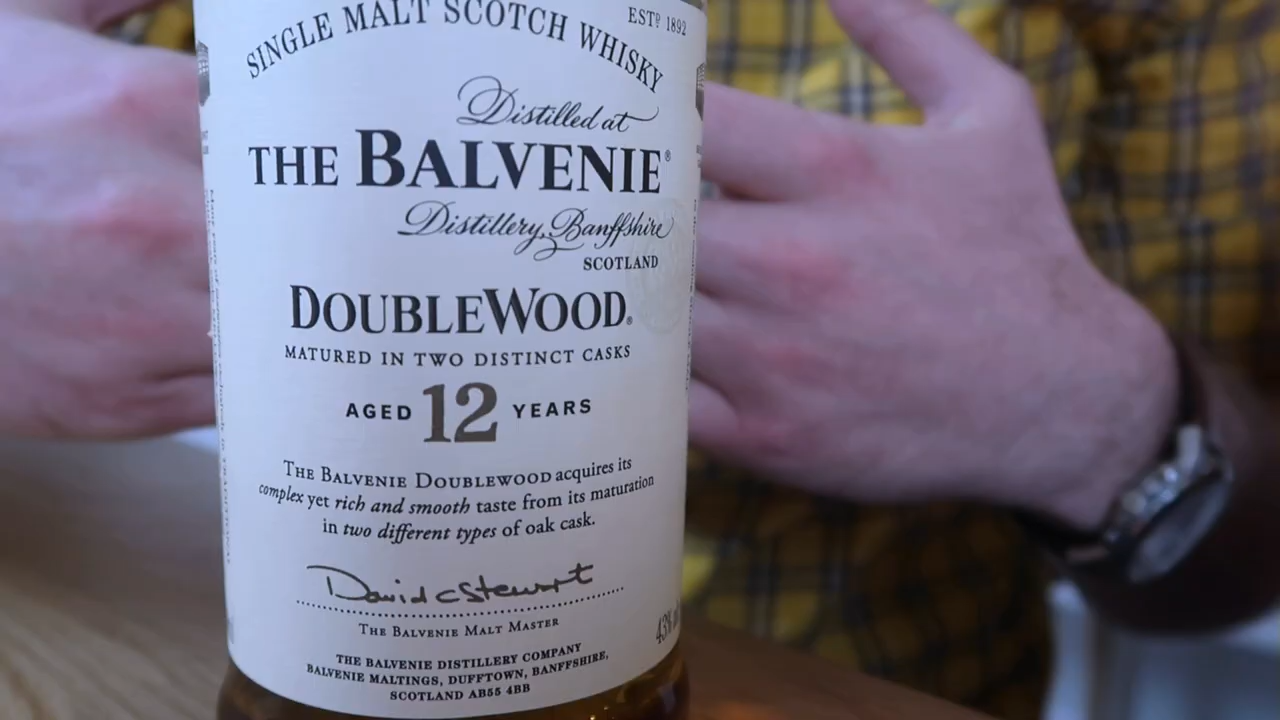 SINGLE MALT SCOTCH WHISKY
ESTD 1892
Distilled at
THE BALVENIE®
Distillery, Banffshire
SCOTLAND
DOUBLEWOOD®
MATURED IN TWO DISTINCT CASKS
AGED 12 YEARS
THE BALVENIE DOUBLEWOOD acquires its
complex yet rich and smooth taste from its maturation
in two different types of oak cask.
David C Stewart
THE BALVENIE MALT MASTER
THE BALVENIE DISTILLERY COMPANY
BALVENIE MALTINGS, DUFFTOWN, BANFFSHIRE,
SCOTLAND AB55 4BB
43%